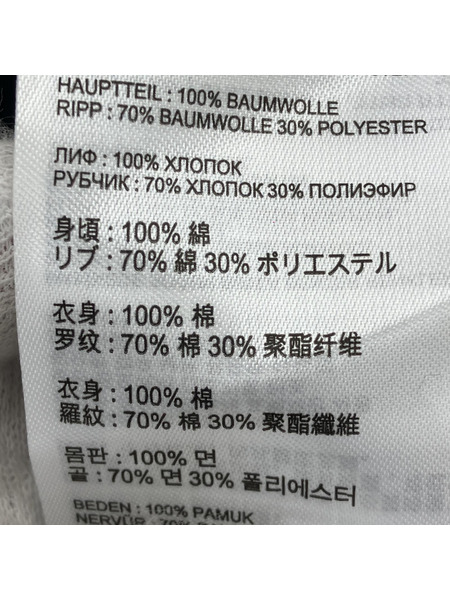 HAUPTTEIL : 100% BAUMWOLLE
RIPP : 70% BAUMWOLLE 30% POLYESTER
ЛИФ : 100% ХЛОПОК
РУБЧИК : 70% ХЛОПОК 30% ПОЛИЭФИР
身頃 : 100% 綿
リブ : 70% 綿 30% ポリエステル
衣身 : 100% 棉
罗纹 : 70% 棉 30% 聚酯纤维
衣身 : 100% 棉
羅紋 : 70% 棉 30% 聚酯纖維
몸판 : 100% 면
골 : 70% 면 30% 폴리에스터
BEDEN : 100% PAMUK
NERVÜR : 70%